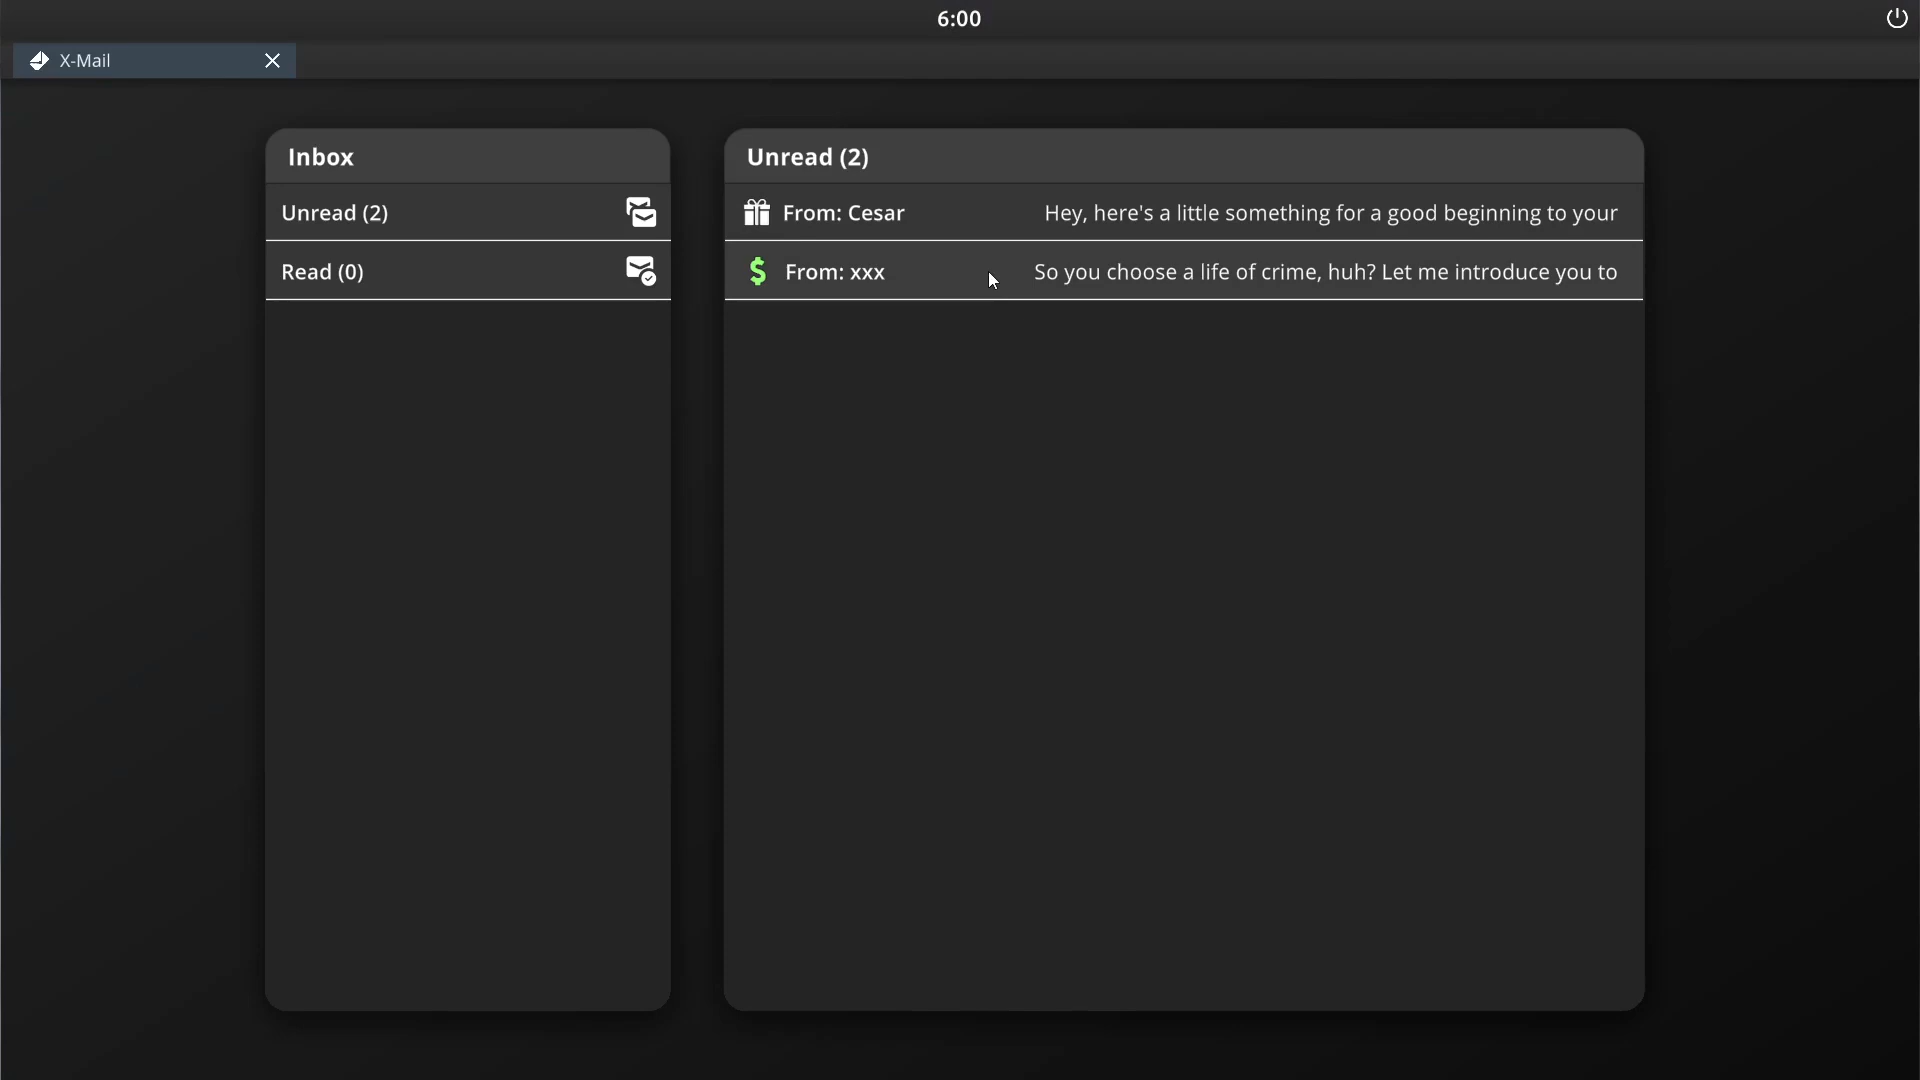 6:00
X-Mail
Inbox
Unread (2)
Read (0)
Unread (2)
From: Cesar Hey, here's a little something for a good beginning to your
From: xxx So you choose a life of crime, huh? Let me introduce you to